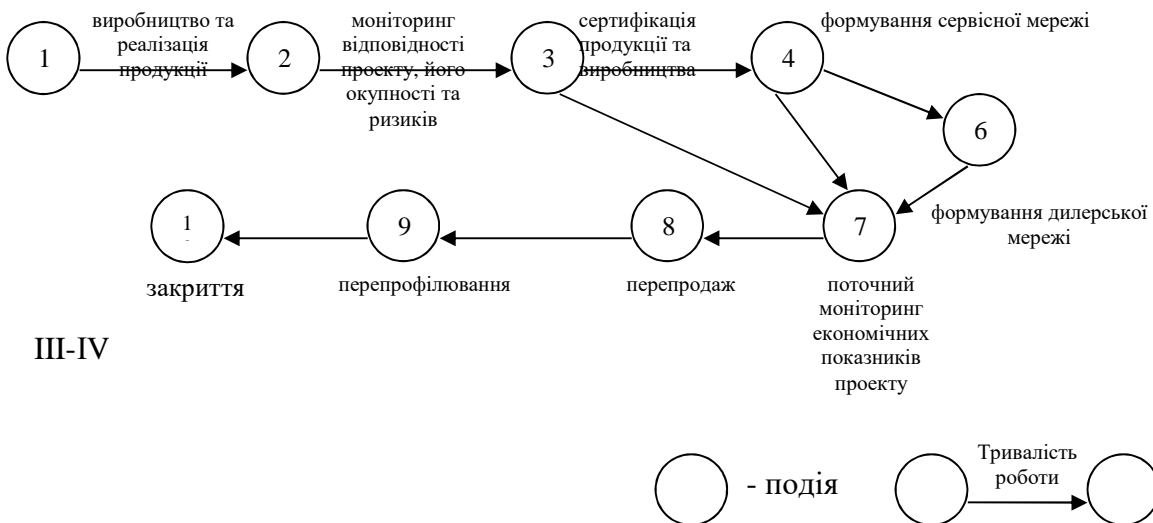 1
виробництво та
реалізація
продукції
2
моніторинг
відповідності
проекту, його
окупності та
ризиків
3
сертифікація
продукції та
виробництва
4
формування сервісної мережі
6
формування дилерської
мережі
7
поточний
моніторинг
економічних
показників
проекту
8
перепродаж
9
перепрофілювання
1
закриття
III-IV
- подія
Тривалість
роботи